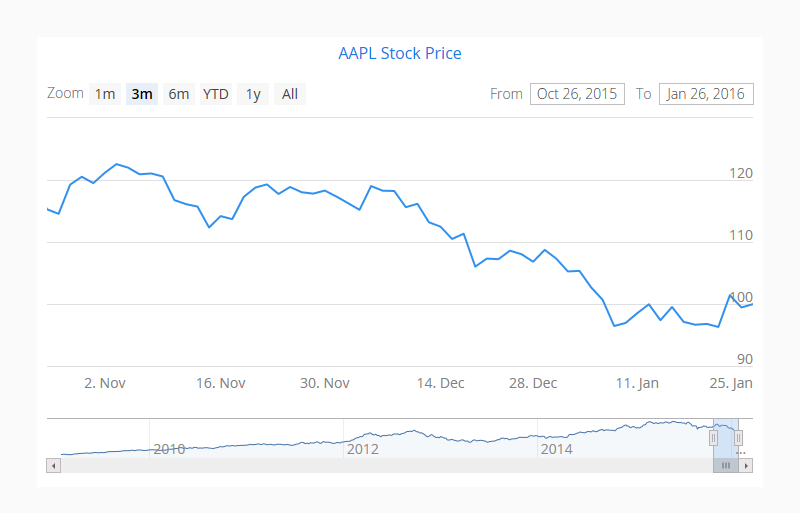 AAPL Stock Price
Zoom 1m 3m 6m YTD 1y All From Oct 26, 2015 To Jan 26, 2016
120
110
100
90
2. Nov 16. Nov 30. Nov 14. Dec 28. Dec 11. Jan 25. Jan
2010 2012 2014 ...